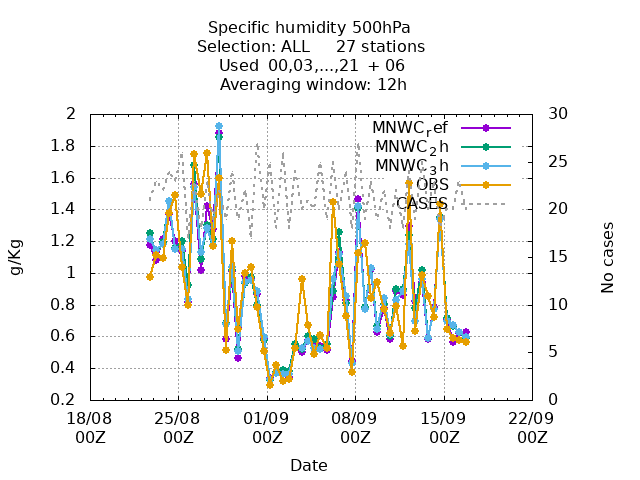 Specific humidity 500hPa
Selection: ALL     27 stations
Used  00,03,...,21  + 06
Averaging window: 12h
2
1.8
1.6
1.4
1.2
1
0.8
0.6
0.4
0.2
g/Kg
30
25
20
15
10
5
0
No cases
MNWC_ref
MNWC_2h
MNWC_3h
OBS
CASES
18/08 25/08 01/09 08/09 15/09 22/09
00Z 00Z 00Z 00Z 00Z 00Z
Date